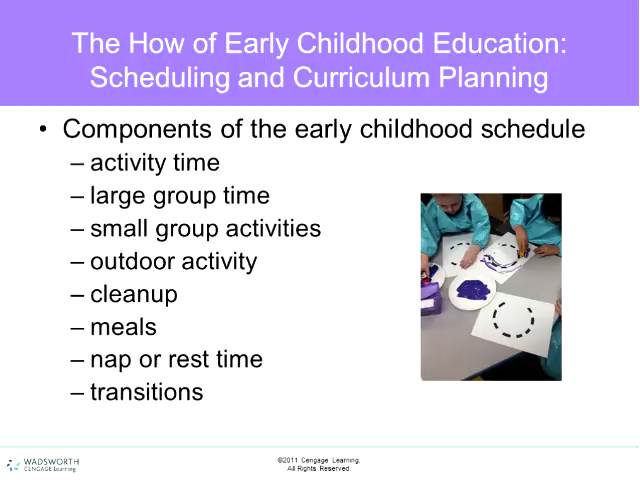 The How of Early Childhood Education:
Scheduling and Curriculum Planning
• Components of the early childhood schedule
– activity time
– large group time
– small group activities
– outdoor activity
– cleanup
– meals
– nap or rest time
– transitions
WADSWORTH
CENGAGE Learning
©2011 Cengage Learning.
All Rights Reserved.